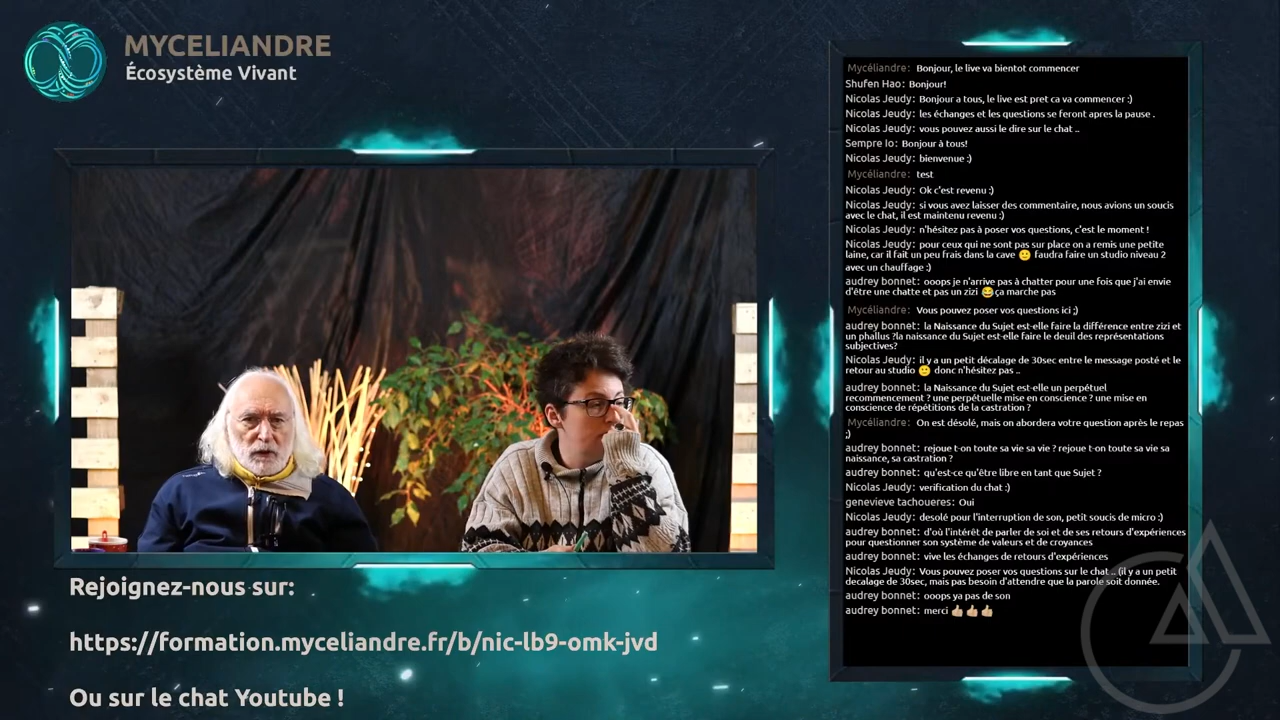 MYCELIANDRE
Écosystème Vivant
Mycéliandre: Bonjour, le live va bientot commencer
Shufen Hao: Bonjour!
Nicolas Jeudy: Bonjour a tous, le live est pret ca va commencer :)
Nicolas Jeudy: les échanges et les questions se feront apres la pause .
Nicolas Jeudy: vous pouvez aussi le dire sur le chat ..
Sempre Io: Bonjour à tous!
Nicolas Jeudy: bienvenue :)
Mycéliandre: test
Nicolas Jeudy: Ok c'est revenu :)
Nicolas Jeudy: si vous avez laisser des commentaire, nous avions un soucis
avec le chat, il est maintenu revenu :)
Nicolas Jeudy: n'hésitez pas à poser vos questions, c'est le moment !
Nicolas Jeudy: pour ceux qui ne sont pas sur place on a remis une petite
laine, car il fait un peu frais dans la cave 🙂 faudra faire un studio niveau 2
avec un chauffage :)
audrey bonnet: ooops je n'arrive pas à chatter pour une fois que j'ai envie
d'être une chatte et pas un zizi 😂ça marche pas
Mycéliandre: Vous pouvez poser vos questions ici ;)
audrey bonnet: la Naissance du Sujet est-elle faire la différence entre zizi et
un phallus ?la naissance du Sujet est-elle faire le deuil des représentations
subjectives?
Nicolas Jeudy: il y a un petit décalage de 30sec entre le message posté et le
retour au studio 🙂 donc n'hésitez pas ..
audrey bonnet: la Naissance du Sujet est-elle un perpétuel
recommencement ? une perpétuelle mise en conscience ? une mise en
conscience de répétitions de la castration ?
Mycéliandre: On est désolé, mais on abordera votre question après le repas
;)
audrey bonnet: rejoue t-on toute sa vie sa vie ? rejoue t-on toute sa vie sa
naissance, sa castration ?
audrey bonnet: qu'est-ce qu'être libre en tant que Sujet ?
Nicolas Jeudy: verification du chat :)
genevieve tachoueres: Oui
Nicolas Jeudy: desolé pour l'interruption de son, petit soucis de micro :)
audrey bonnet: d'où l'intérêt de parler de soi et de ses retours d'expériences
pour questionner son système de valeurs et de croyances
audrey bonnet: vive les échanges de retours d'expériences
Nicolas Jeudy: Vous pouvez poser vos questions sur le chat .. (il y a un petit
decalage de 30sec, mais pas besoin d'attendre que la parole soit donnée.
audrey bonnet: ooops ya pas de son
audrey bonnet: merci 👍🏼👍🏼👍🏼
Rejoignez-nous sur:
https://formation.myceliandre.fr/b/nic-lb9-omk-jvd
Ou sur le chat Youtube !